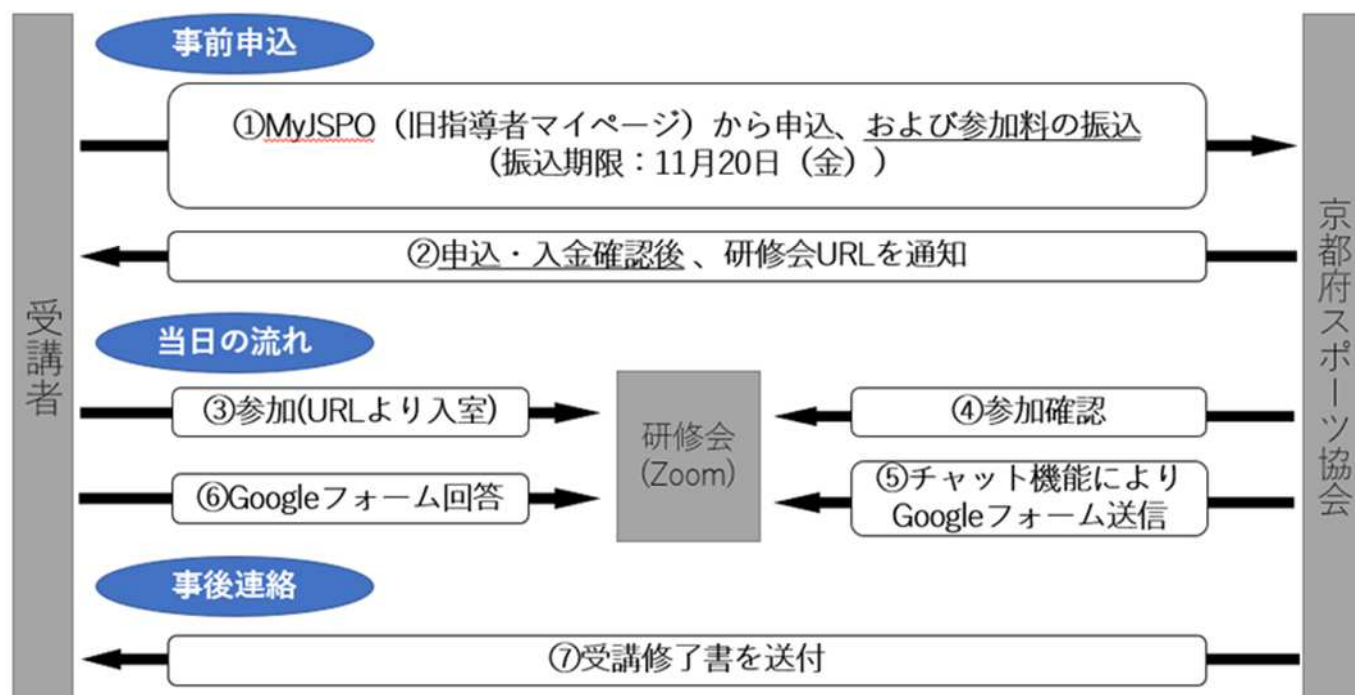 事前申込
①MyJSPO（旧指導者マイページ）から申込、および参加料の振込
（振込期限：11月20日（金））
②申込・入金確認後 、研修会URLを通知
受講者
京都府スポーツ協会
当日の流れ
③参加(URLより入室)
研修会
(Zoom)
④参加確認
⑤チャット機能により
Googleフォーム送信
⑥Googleフォーム回答
事後連絡
⑦受講修了書を送付